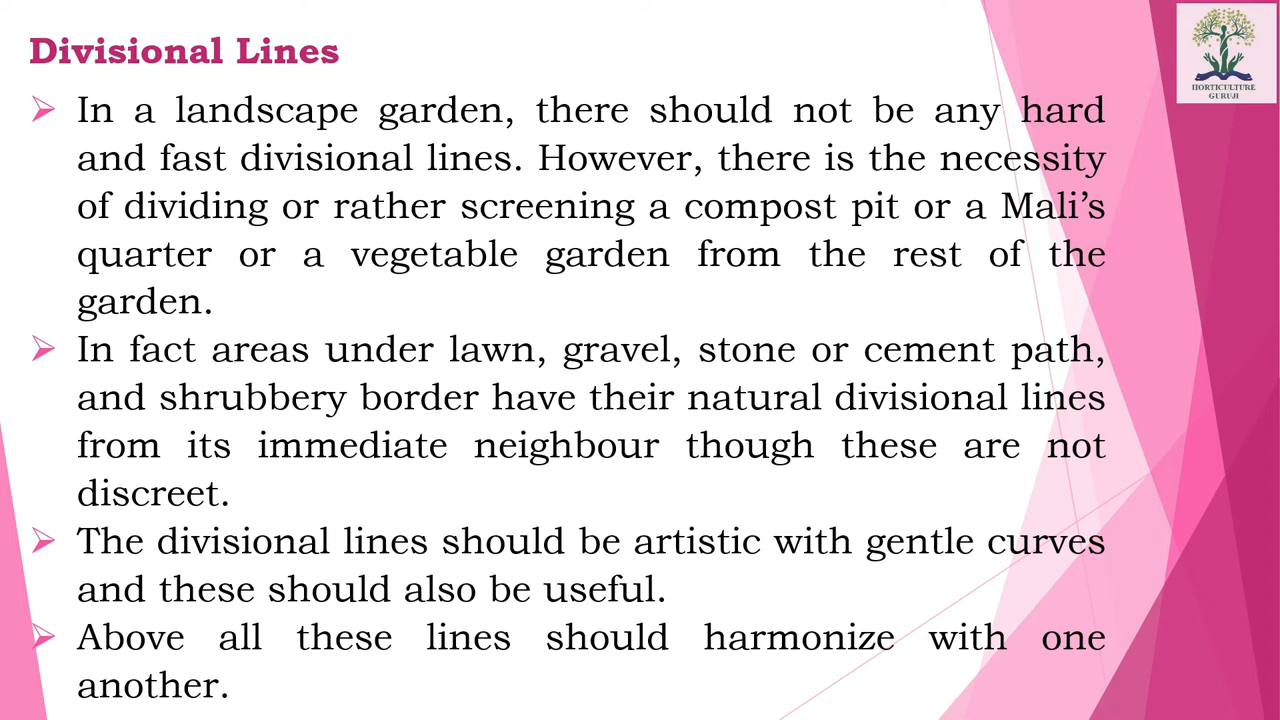 Divisional Lines
HORTICULTURE
GURUJI
➢ In a landscape garden, there should not be any hard
and fast divisional lines. However, there is the necessity
of dividing or rather screening a compost pit or a Mali’s
quarter or a vegetable garden from the rest of the
garden.
➢ In fact areas under lawn, gravel, stone or cement path,
and shrubbery border have their natural divisional lines
from its immediate neighbour though these are not
discreet.
➢ The divisional lines should be artistic with gentle curves
and these should also be useful.
➢ Above all these lines should harmonize with one
another.